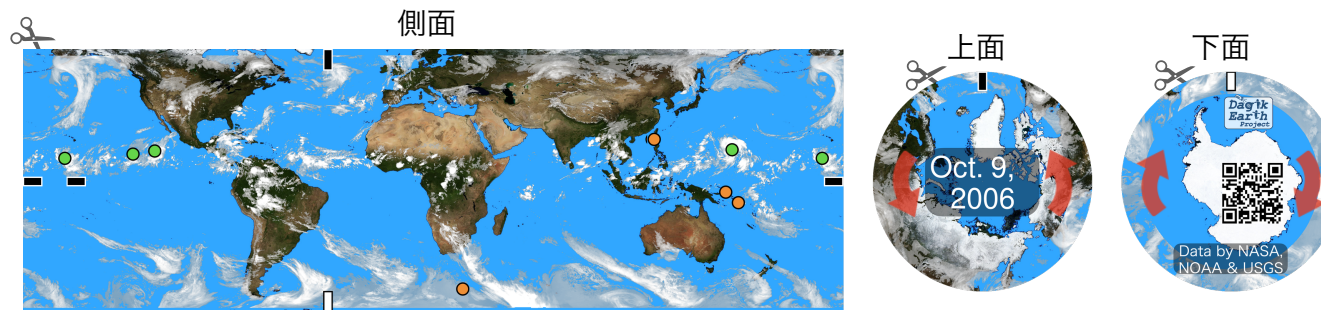 側面
上面
下面
Oct. 9,
2006
Dagik
Earth
Project
Data by NASA,
NOAA & USGS